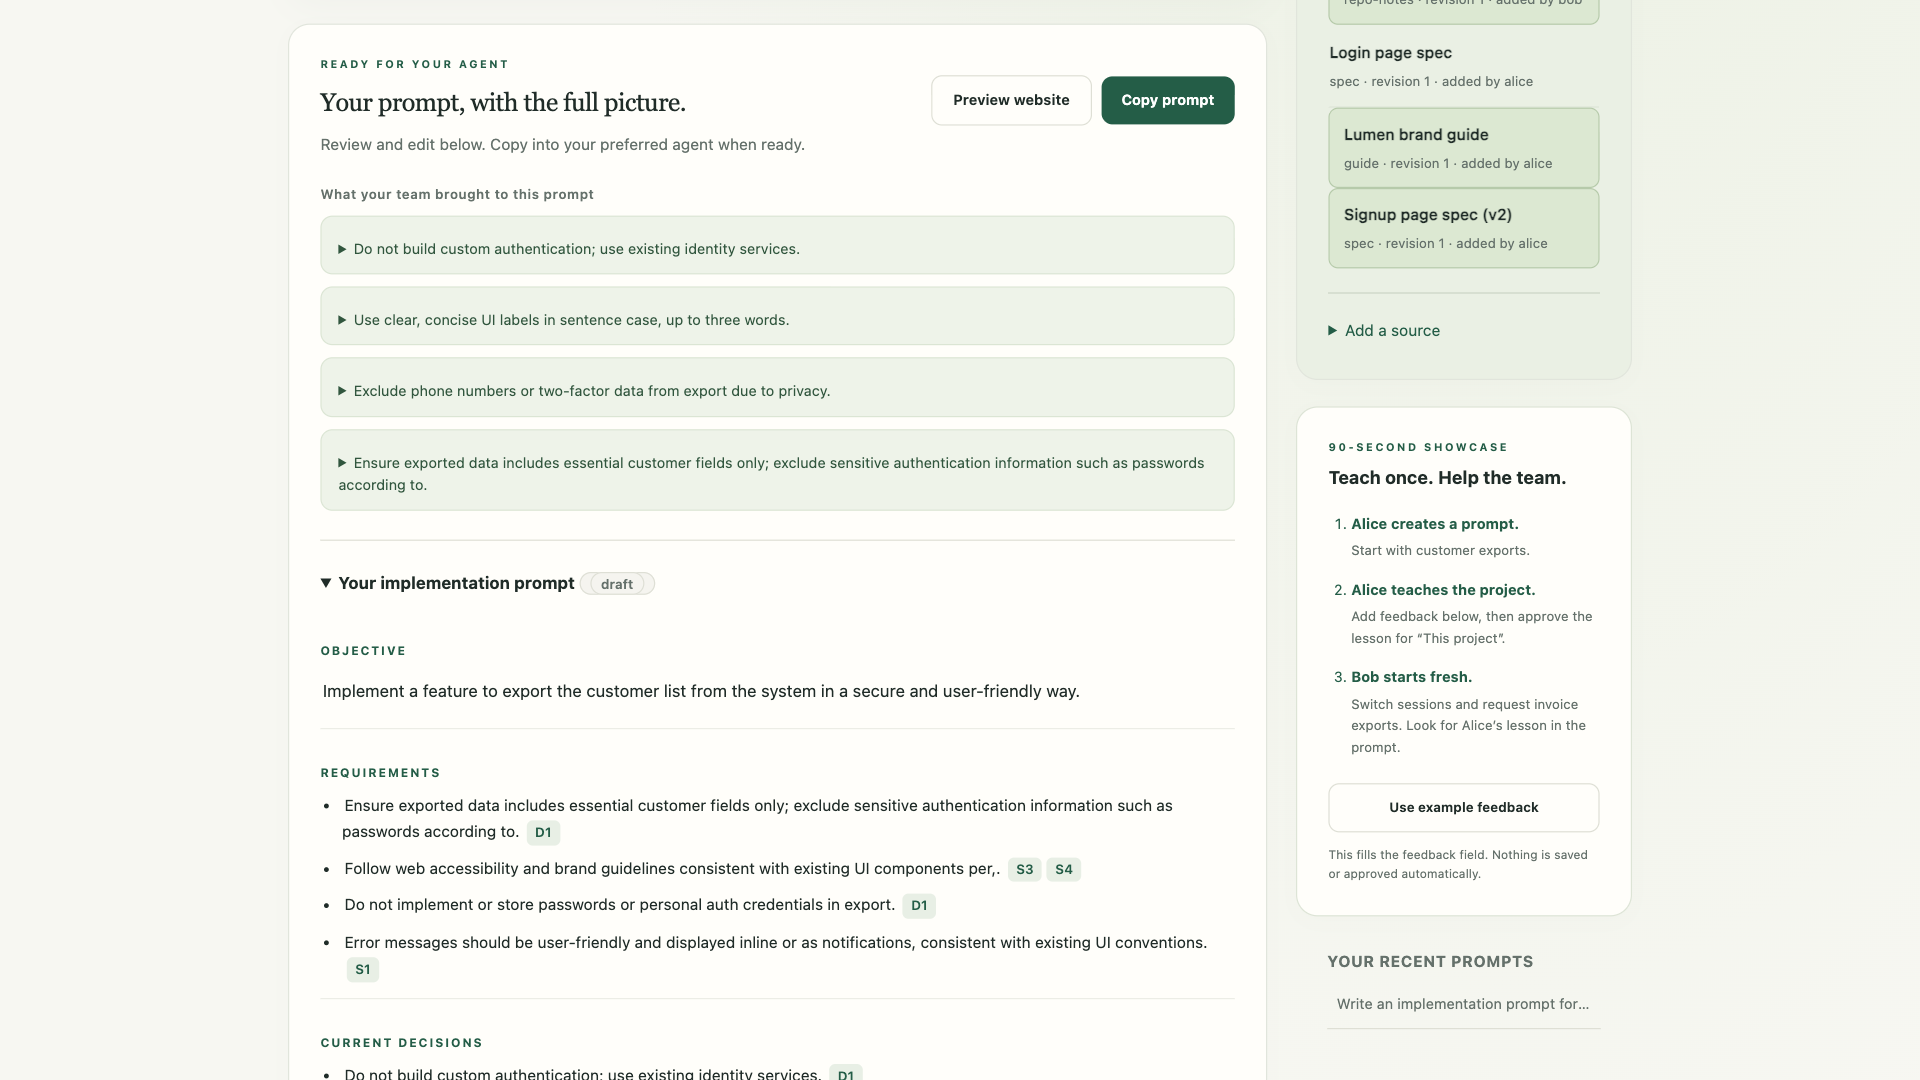 READY FOR YOUR AGENT
Your prompt, with the full picture.
Review and edit below. Copy into your preferred agent when ready.
Preview website
Copy prompt
What your team brought to this prompt
Do not build custom authentication; use existing identity services.
Use clear, concise UI labels in sentence case, up to three words.
Exclude phone numbers or two-factor data from export due to privacy.
Ensure exported data includes essential customer fields only; exclude sensitive authentication information such as passwords
according to.
Your implementation prompt draft
OBJECTIVE
Implement a feature to export the customer list from the system in a secure and user-friendly way.
REQUIREMENTS
• Ensure exported data includes essential customer fields only; exclude sensitive authentication information such as
passwords according to. D1
• Follow web accessibility and brand guidelines consistent with existing UI components per,. S3 S4
• Do not implement or store passwords or personal auth credentials in export. D1
• Error messages should be user-friendly and displayed inline or as notifications, consistent with existing UI conventions.
S1
CURRENT DECISIONS
• Do not build custom authentication; use existing identity services. D1
repo-notes · revision 1 · added by bob
Login page spec
spec · revision 1 · added by alice
Lumen brand guide
guide · revision 1 · added by alice
Signup page spec (v2)
spec · revision 1 · added by alice
Add a source
90-SECOND SHOWCASE
Teach once. Help the team.
1. Alice creates a prompt.
Start with customer exports.
2. Alice teaches the project.
Add feedback below, then approve the
lesson for “This project”.
3. Bob starts fresh.
Switch sessions and request invoice
exports. Look for Alice’s lesson in the
prompt.
Use example feedback
This fills the feedback field. Nothing is saved
or approved automatically.
YOUR RECENT PROMPTS
Write an implementation prompt for...